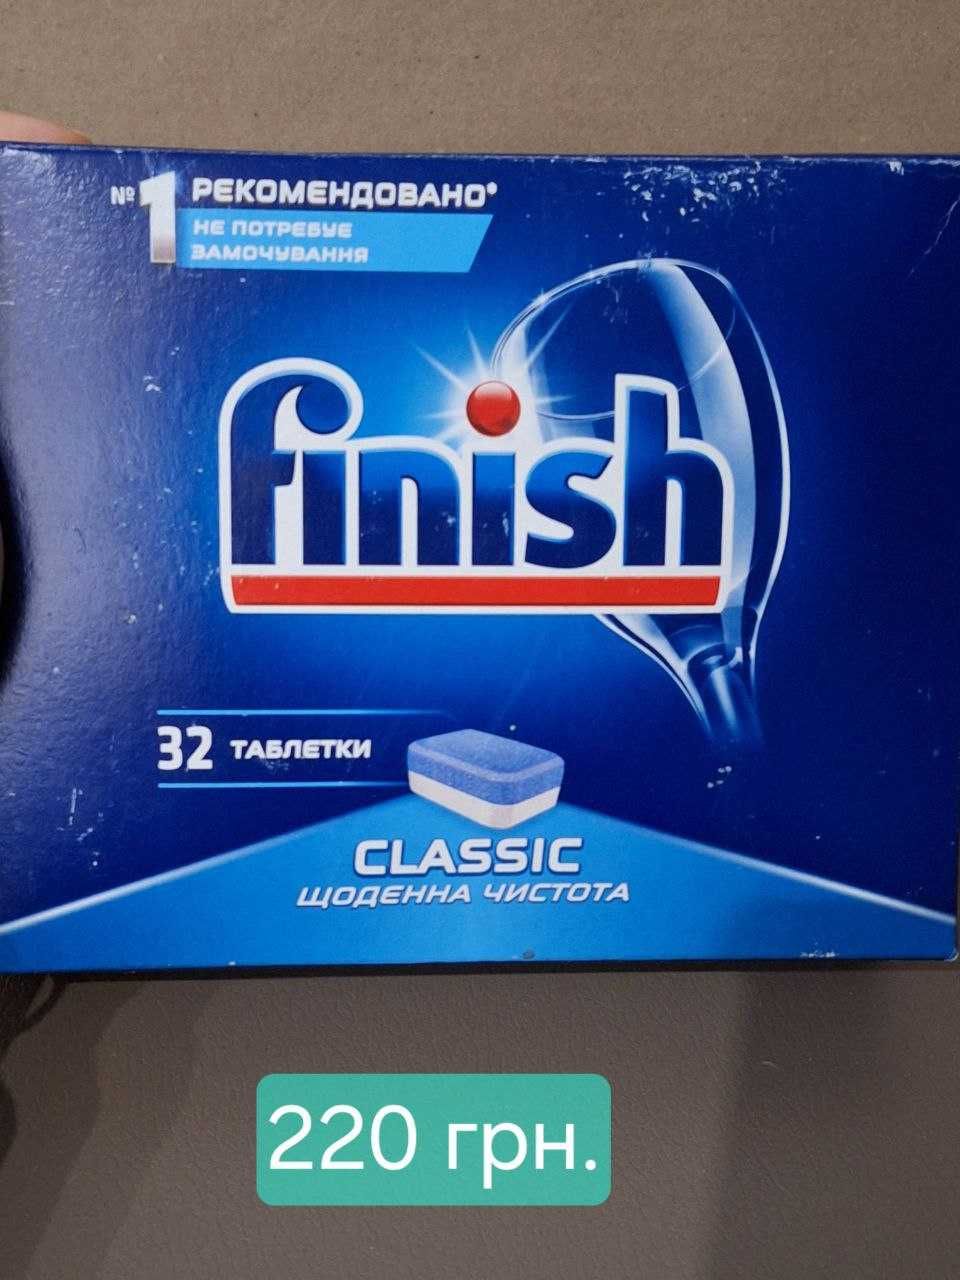 №1 РЕКОМЕНДОВАНО*
НЕ ПОТРЕБУЄ
ЗАМОЧУВАННЯ
finish
32 ТАБЛЕТКИ
CLASSIC
ЩОДЕННА ЧИСТОТА
220 грн.